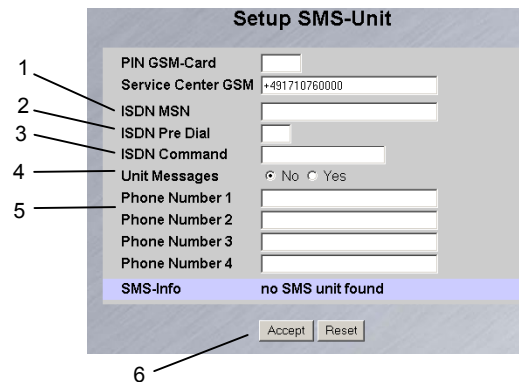 Setup SMS-Unit
PIN GSM-Card
Service Center GSM +491710760000
1
ISDN MSN
2
ISDN Pre Dial
3
ISDN Command
4
Unit Messages No Yes
5
Phone Number 1
Phone Number 2
Phone Number 3
Phone Number 4
SMS-Info no SMS unit found
Accept Reset
6